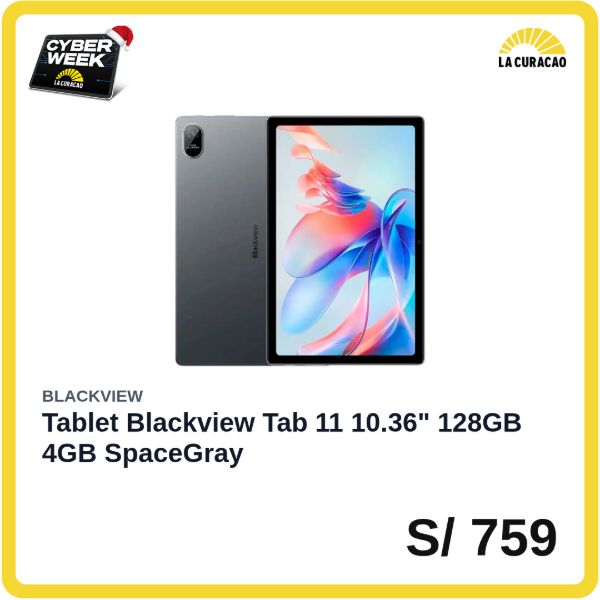 CYBER
WEEK
LA CURACAO
LA CURACAO
Blackview
BLACKVIEW
Tablet Blackview Tab 11 10.36" 128GB
4GB SpaceGray
S/ 759